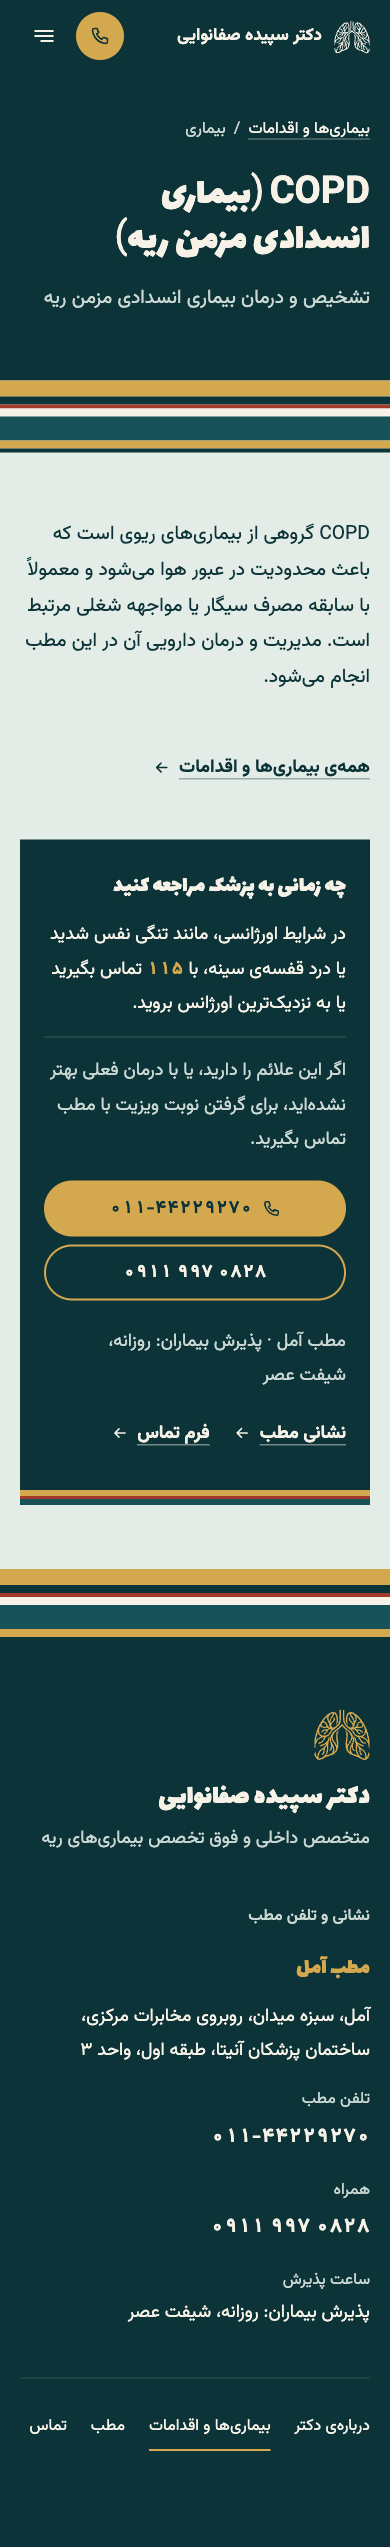 دکتر سپیده صفانوایی
بیماری‌ها و اقدامات / بیماری
COPD (بیماری
انسدادی مزمن ریه)
تشخیص و درمان بیماری انسدادی مزمن ریه
COPD گروهی از بیماری‌های ریوی است که
باعث محدودیت در عبور هوا می‌شود و معمولاً
با سابقه مصرف سیگار یا مواجهه شغلی مرتبط
است. مدیریت و درمان دارویی آن در این مطب
انجام می‌شود.
همه‌ی بیماری‌ها و اقدامات ←
چه زمانی به پزشک مراجعه کنید
در شرایط اورژانسی، مانند تنگی نفس شدید
یا درد قفسه‌ی سینه، با ۱۱۵ تماس بگیرید
یا به نزدیک‌ترین اورژانس بروید.
اگر این علائم را دارید، یا با درمان فعلی بهتر
نشده‌اید، برای گرفتن نوبت ویزیت با مطب
تماس بگیرید.
۰۱۱-۴۴۲۲۹۲۷۰
۰۹۱۱ ۹۹۷ ۰۸۲۸
مطب آمل · پذیرش بیماران: روزانه،
شیفت عصر
نشانی مطب ← فرم تماس ←
دکتر سپیده صفانوایی
متخصص داخلی و فوق تخصص بیماری‌های ریه
نشانی و تلفن مطب
مطب آمل
آمل، سبزه میدان، روبروی مخابرات مرکزی،
ساختمان پزشکان آنیتا، طبقه اول، واحد ۳
تلفن مطب
۰۱۱-۴۴۲۲۹۲۷۰
همراه
۰۹۱۱ ۹۹۷ ۰۸۲۸
ساعت پذیرش
پذیرش بیماران: روزانه، شیفت عصر
درباره‌ی دکتر بیماری‌ها و اقدامات مطب تماس